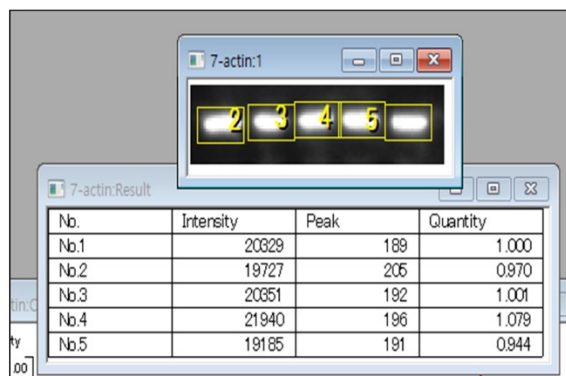 7-actin:1
2 3 4 5
7-actin:Result
No. Intensity Peak Quantity
No.1 20329 189 1.000
No.2 19727 205 0.970
No.3 20351 192 1.001
No.4 21940 196 1.079
No.5 19185 191 0.944
tin:C
ty
.00